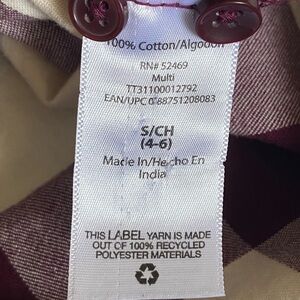 100% Cotton/Algodón
RN# 52469
Multi
TT31100012792
EAN/UPC 0 88751208083
S/CH
(4-6)
Made In/Hecho En
India
THIS LABEL YARN IS MADE
OUT OF 100% RECYCLED
POLYESTER MATERIALS